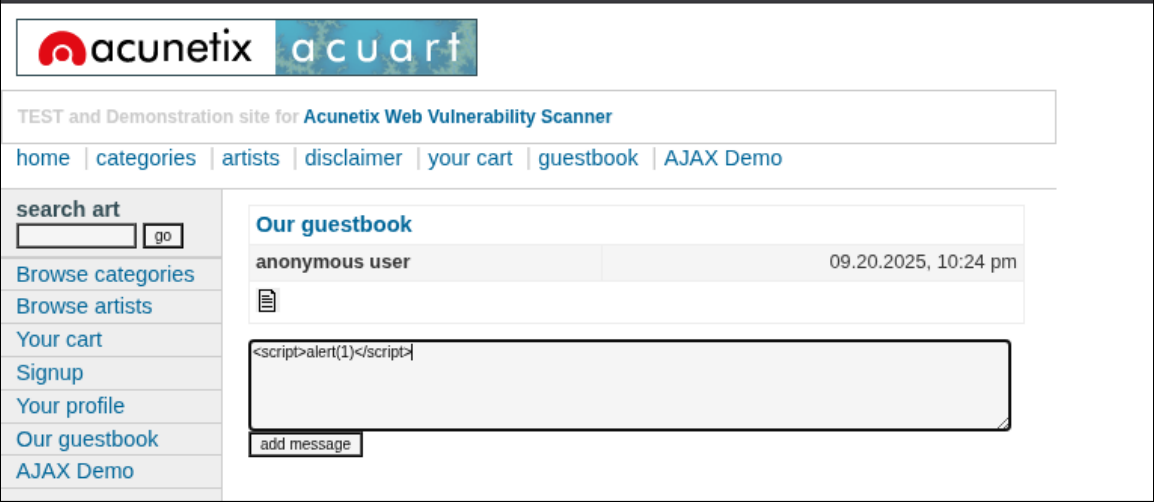 acunetix acuart
TEST and Demonstration site for Acunetix Web Vulnerability Scanner
home | categories | artists | disclaimer | your cart | guestbook | AJAX Demo
search art
go
Browse categories
Browse artists
Your cart
Signup
Your profile
Our guestbook
AJAX Demo
Our guestbook
anonymous user 09.20.2025, 10:24 pm
<script>alert(1)</script>
add message